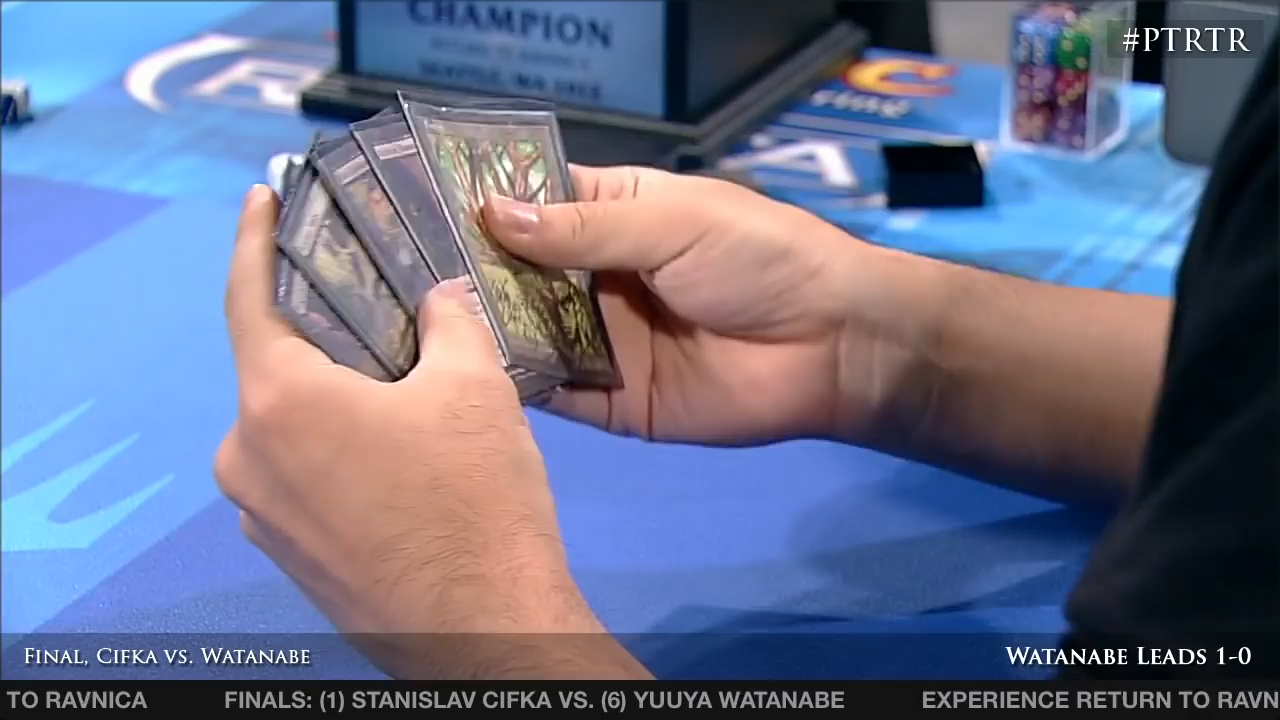 CHAMPION
#PTRTR
FINAL, CIFKA VS. WATANABE
WATANABE LEADS 1-0
TO RAVNICA FINALS: (1) STANISLAV CIFKA VS. (6) YUUYA WATANABE EXPERIENCE RETURN TO RAVN